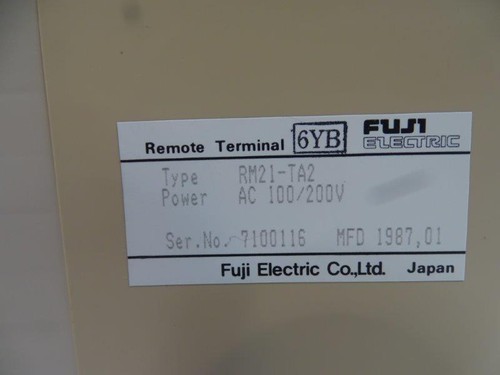 Remote Terminal 6YB FUJI ELECTRIC
Type RM21-TA2
Power AC 100/200V
Ser.No. 7100116 MFD 1987,01
Fuji Electric Co.,Ltd. Japan